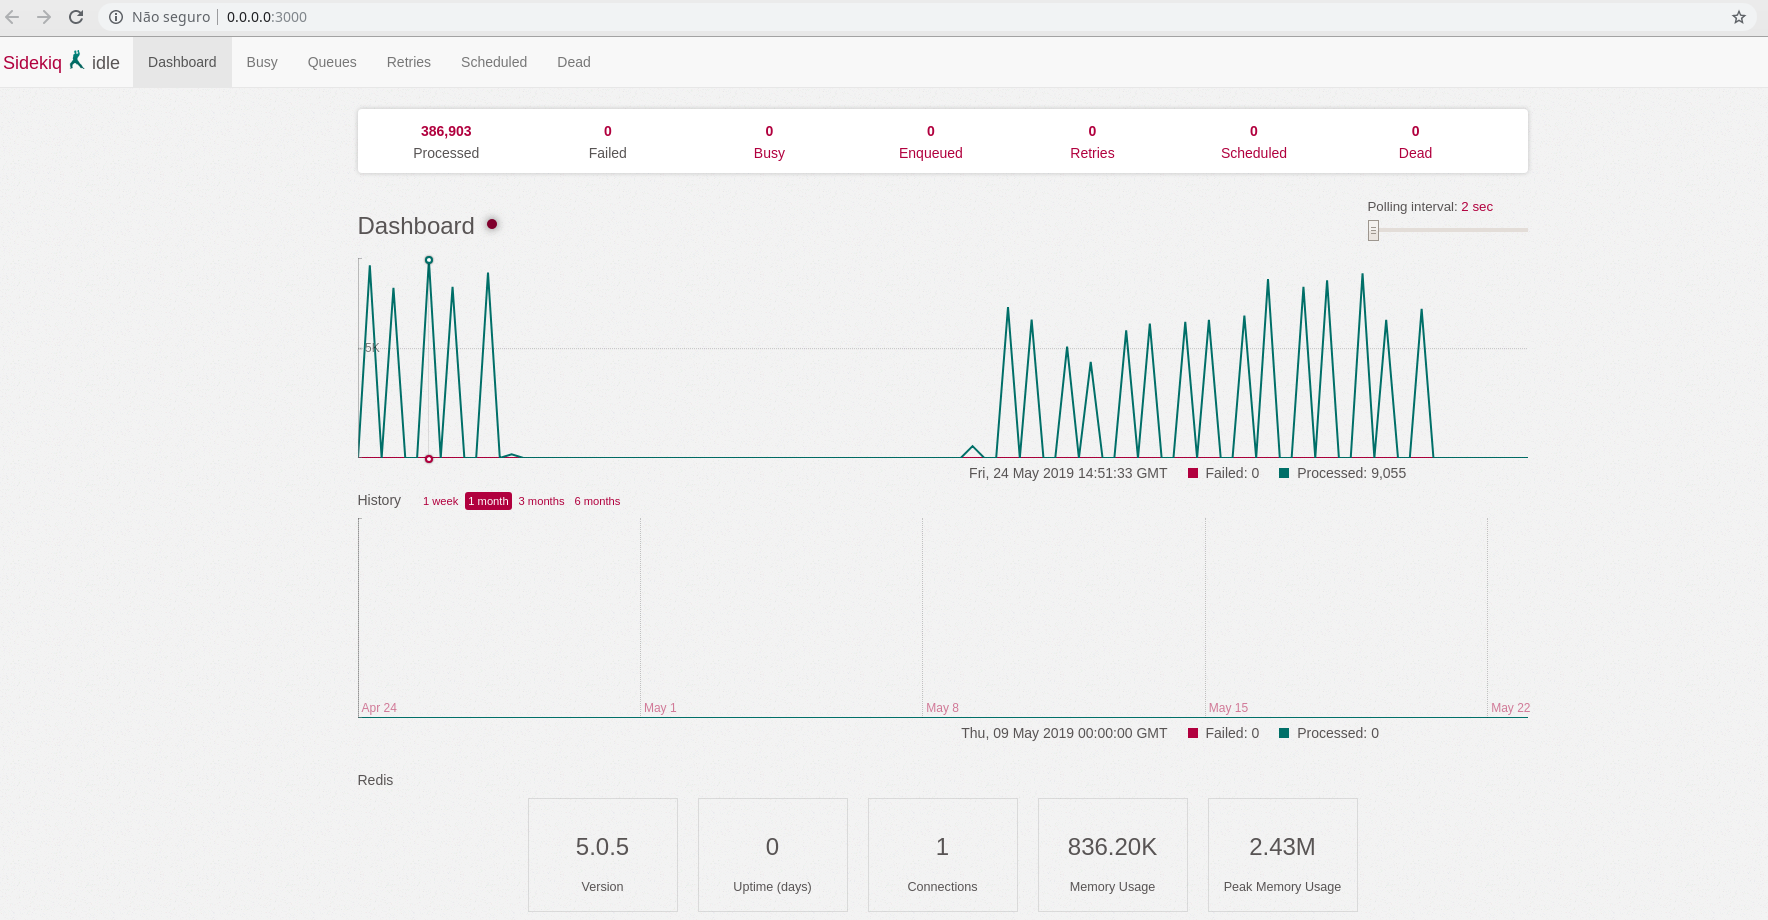 Não seguro | 0.0.0.0:3000
Sidekiq idle Dashboard Busy Queues Retries Scheduled Dead
386,903 0 0 0 0 0 0
Processed Failed Busy Enqueued Retries Scheduled Dead
Polling interval: 2 sec
Dashboard
5K
Fri, 24 May 2019 14:51:33 GMT Failed: 0 Processed: 9,055
History 1 week 1 month 3 months 6 months
Apr 24 May 1 May 8 May 15 May 22
Thu, 09 May 2019 00:00:00 GMT Failed: 0 Processed: 0
Redis
5.0.5 0 1 836.20K 2.43M
Version Uptime (days) Connections Memory Usage Peak Memory Usage